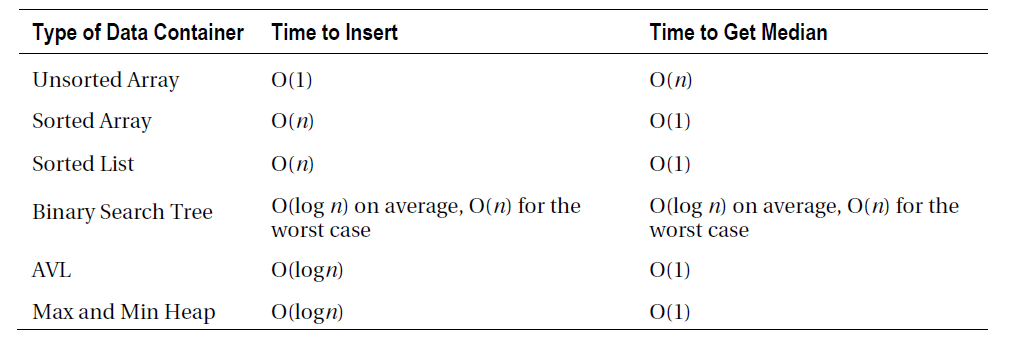 Type of Data Container Time to Insert Time to Get Median
Unsorted Array O(1) O(n)
Sorted Array O(n) O(1)
Sorted List O(n) O(1)
Binary Search Tree O(log n) on average, O(n) for the worst case O(log n) on average, O(n) for the worst case
AVL O(logn) O(1)
Max and Min Heap O(logn) O(1)